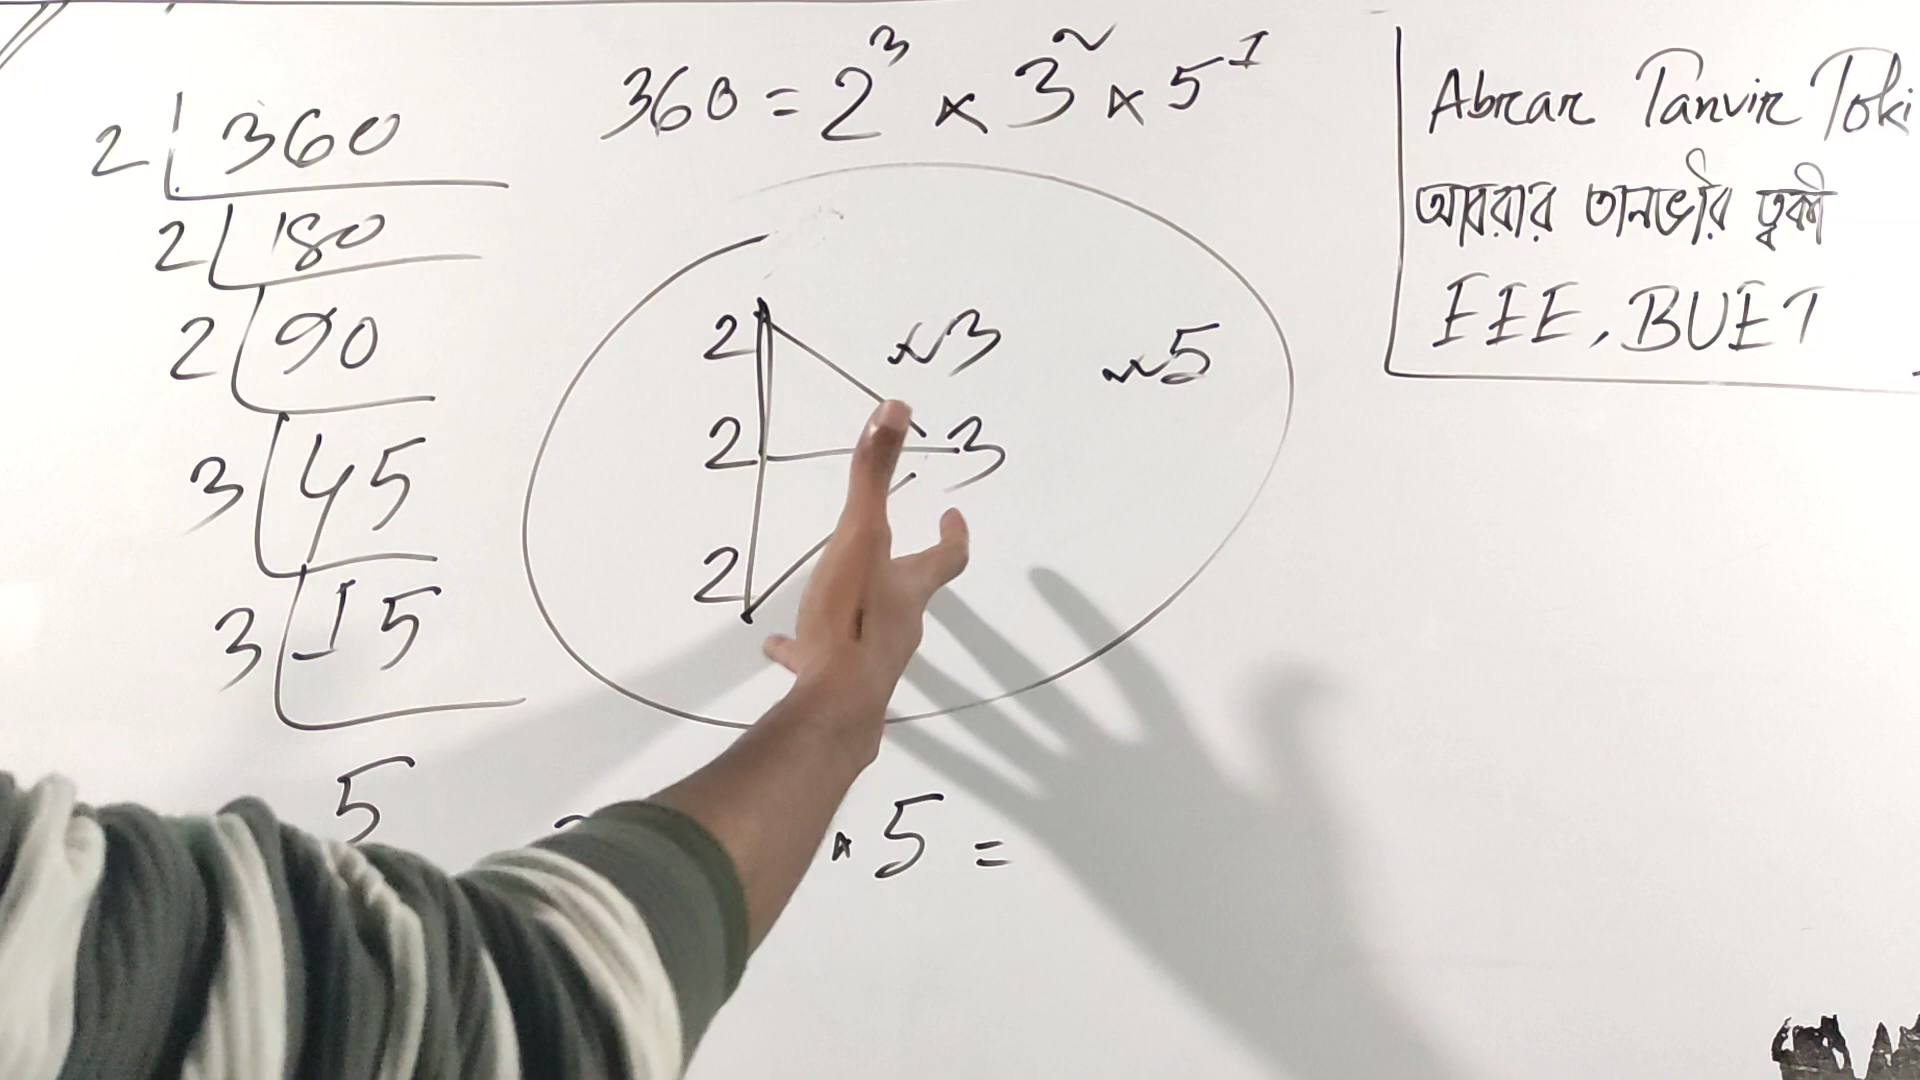 360 = 2³ × 3² × 5¹
2 | 360
2 | 180
2 | 90
3 | 45
3 | 15
5
2 ×3 ×5
2 3
2
× 5 =
Abrar Tanvir Toki
আবরার তানভীর ত্বকী
EEE, BUET